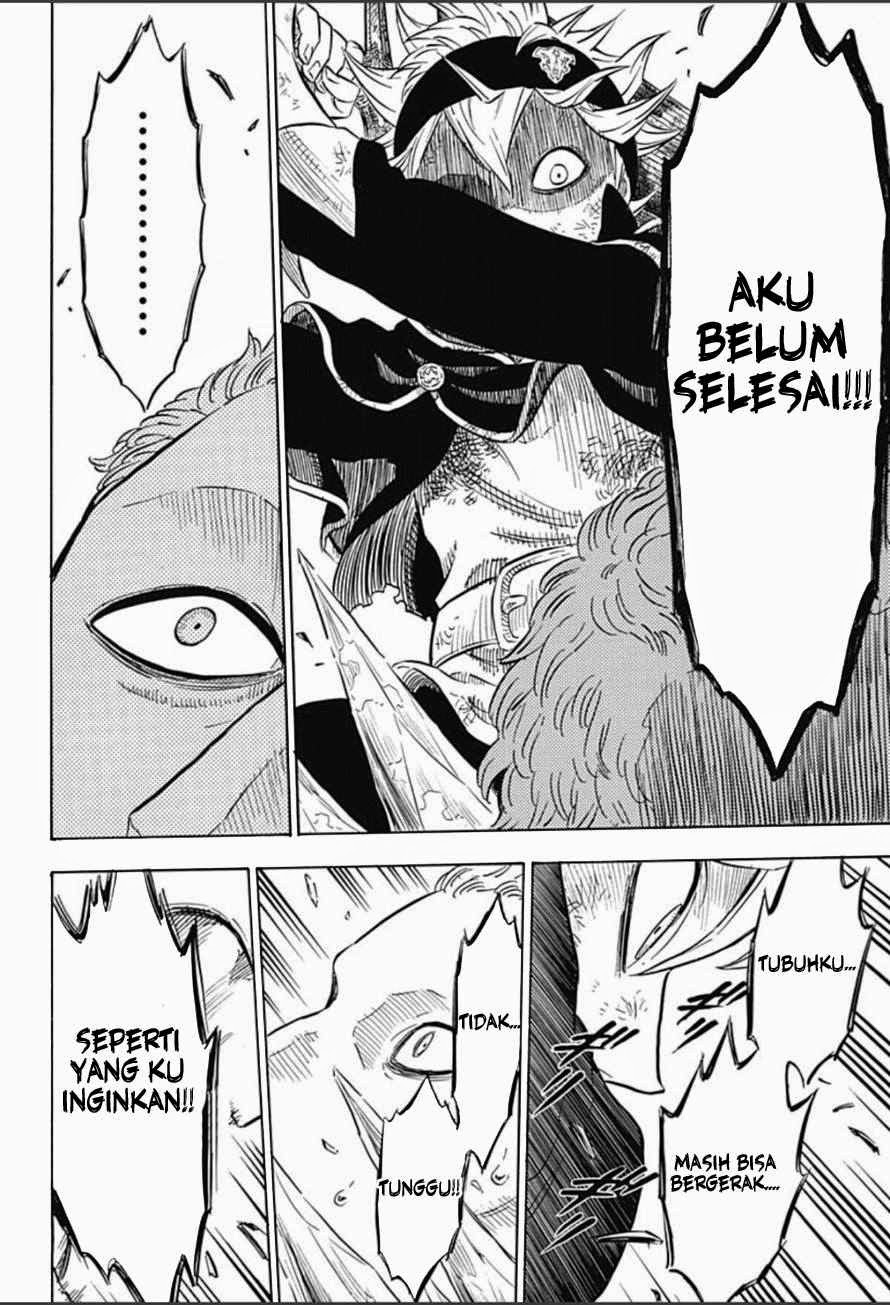 AKU
BELUM
SELESAI!!!
............
TUBUHKU...
MASIH BISA
BERGERAK....
TIDAK...
TUNGGU!!
SEPERTI
YANG KU
INGINKAN!!